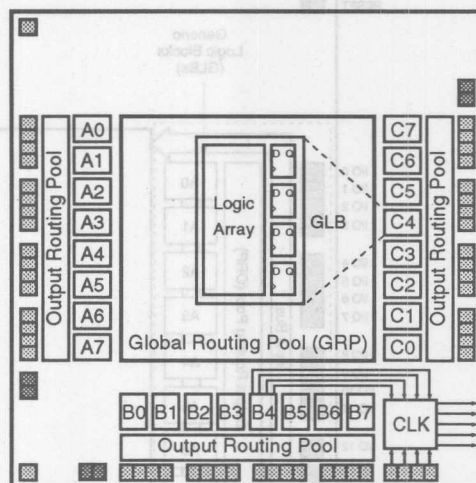 A0
A1
A2
A3
A4
A5
A6
A7
Output Routing Pool
Logic
Array
GLB
Global Routing Pool (GRP)
C7
C6
C5
C4
C3
C2
C1
C0
Output Routing Pool
B0 B1 B2 B3 B4 B5 B6 B7
Output Routing Pool
CLK